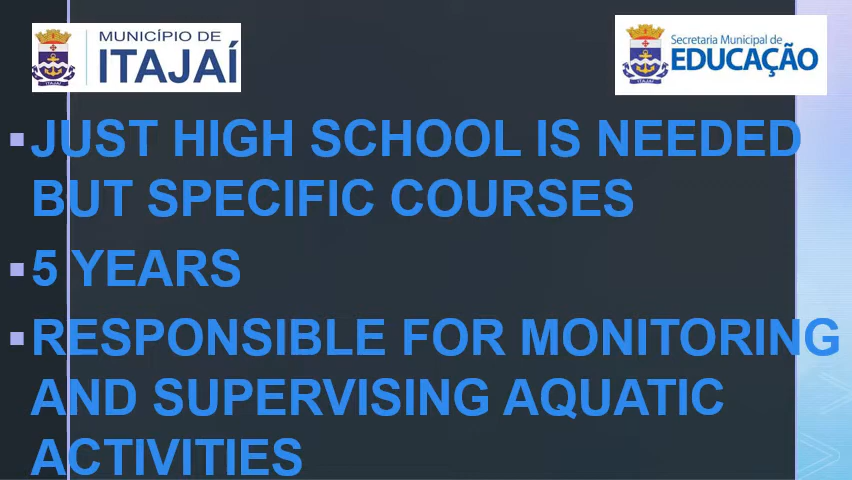 MUNICÍPIO DE
ITAJAÍ
Secretaria Municipal de
EDUCAÇÃO
JUST HIGH SCHOOL IS NEEDED
BUT SPECIFIC COURSES
5 YEARS
RESPONSIBLE FOR MONITORING
AND SUPERVISING AQUATIC
ACTIVITIES